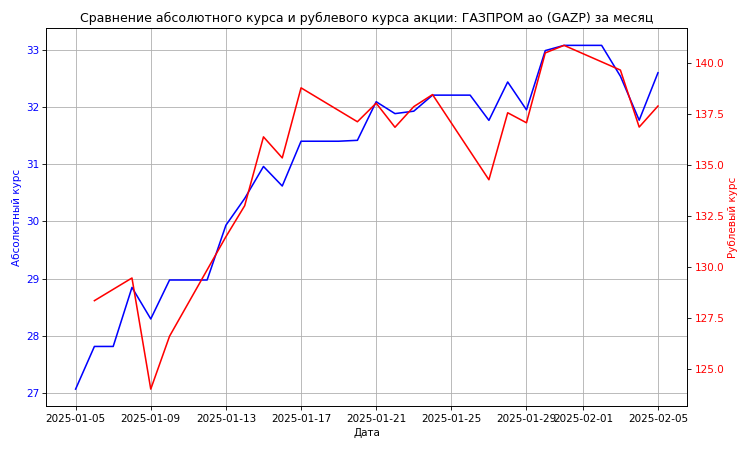 Сравнение абсолютного курса и рублевого курса акции: ГАЗПРОМ ао (GAZP) за месяц
33
32
31
30
29
28
27
Абсолютный курс
140.0
137.5
135.0
132.5
130.0
127.5
125.0
Рублевый курс
2025-01-05 2025-01-09 2025-01-13 2025-01-17 2025-01-21 2025-01-25 2025-01-29 2025-02-01 2025-02-05
Дата